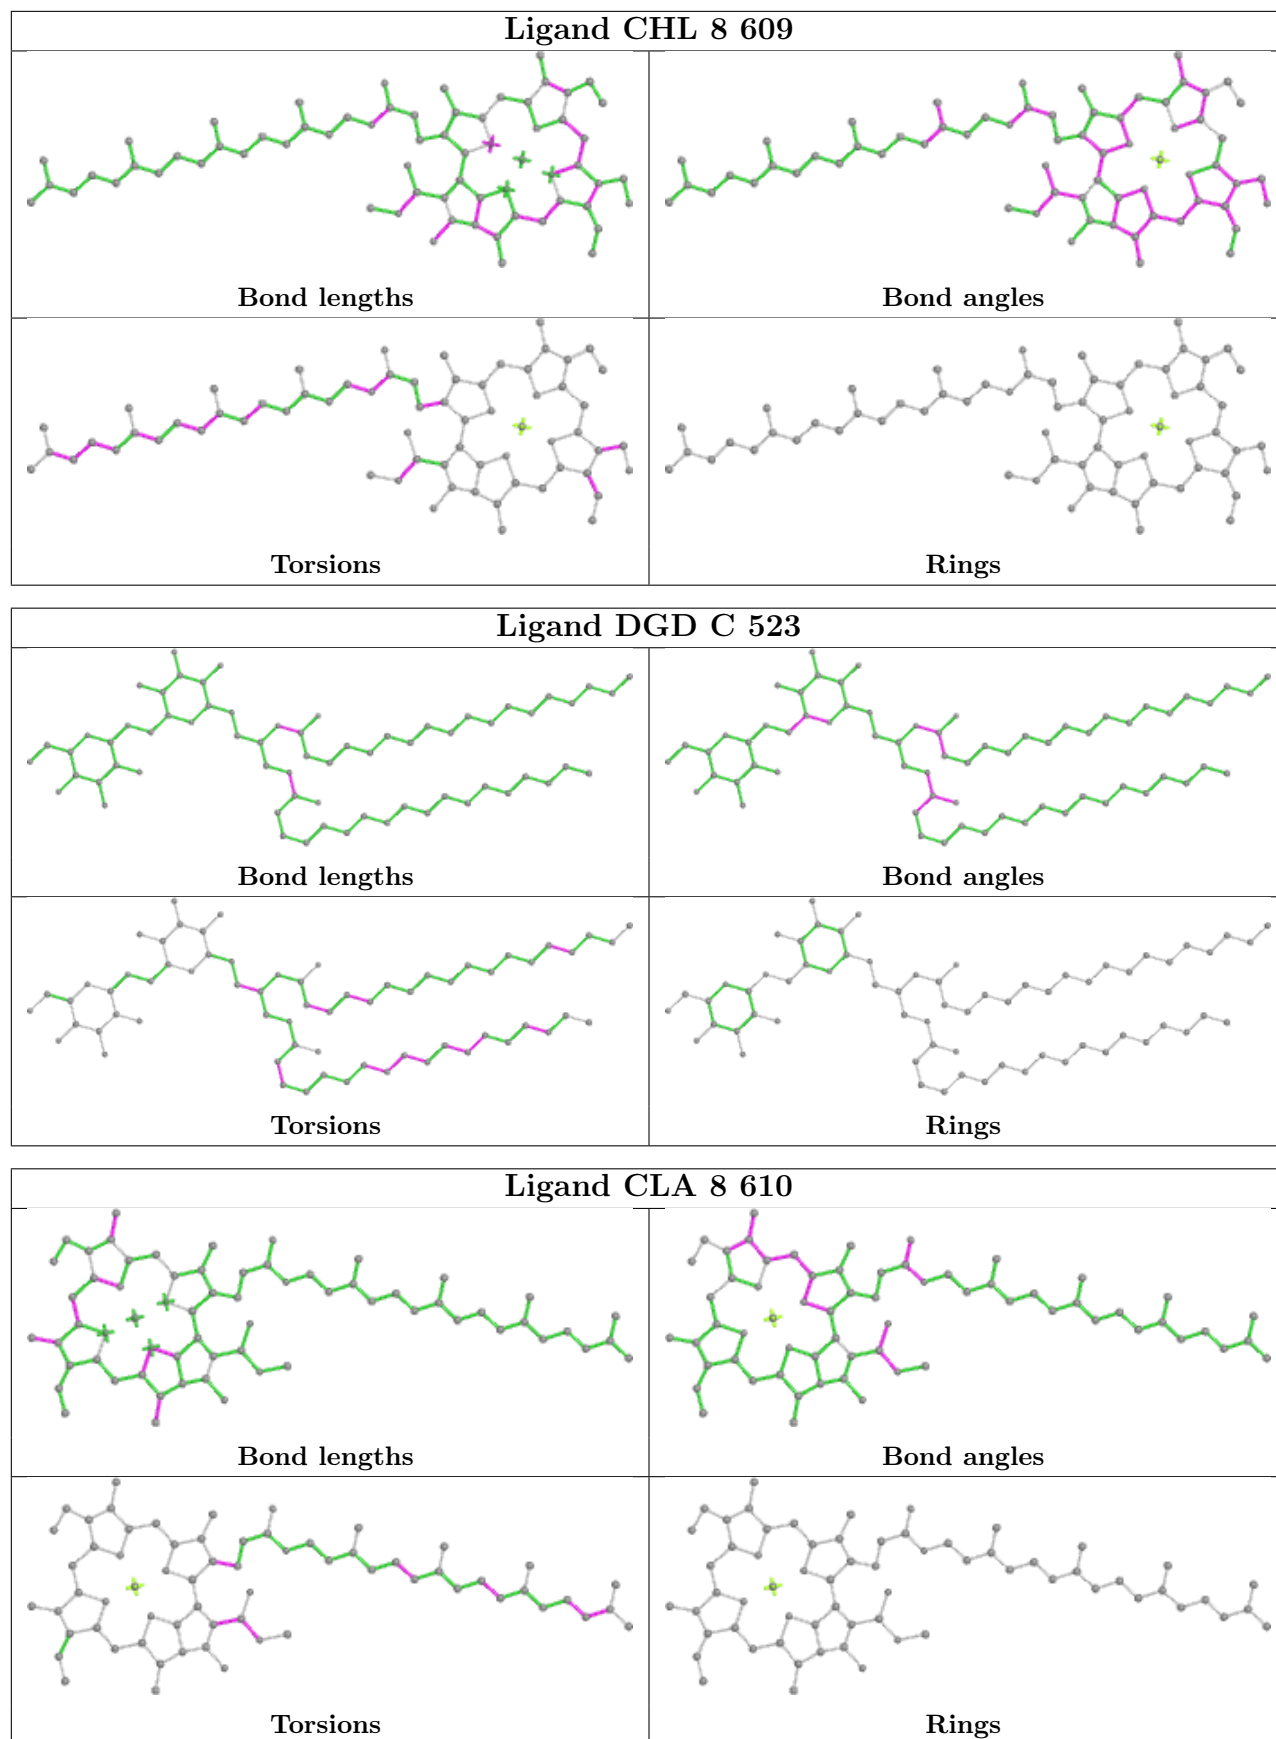 Ligand CHL 8 609
Bond lengths
Bond angles
Torsions
Rings
Ligand DGD C 523
Bond lengths
Bond angles
Torsions
Rings
Ligand CLA 8 610
Bond lengths
Bond angles
Torsions
Rings